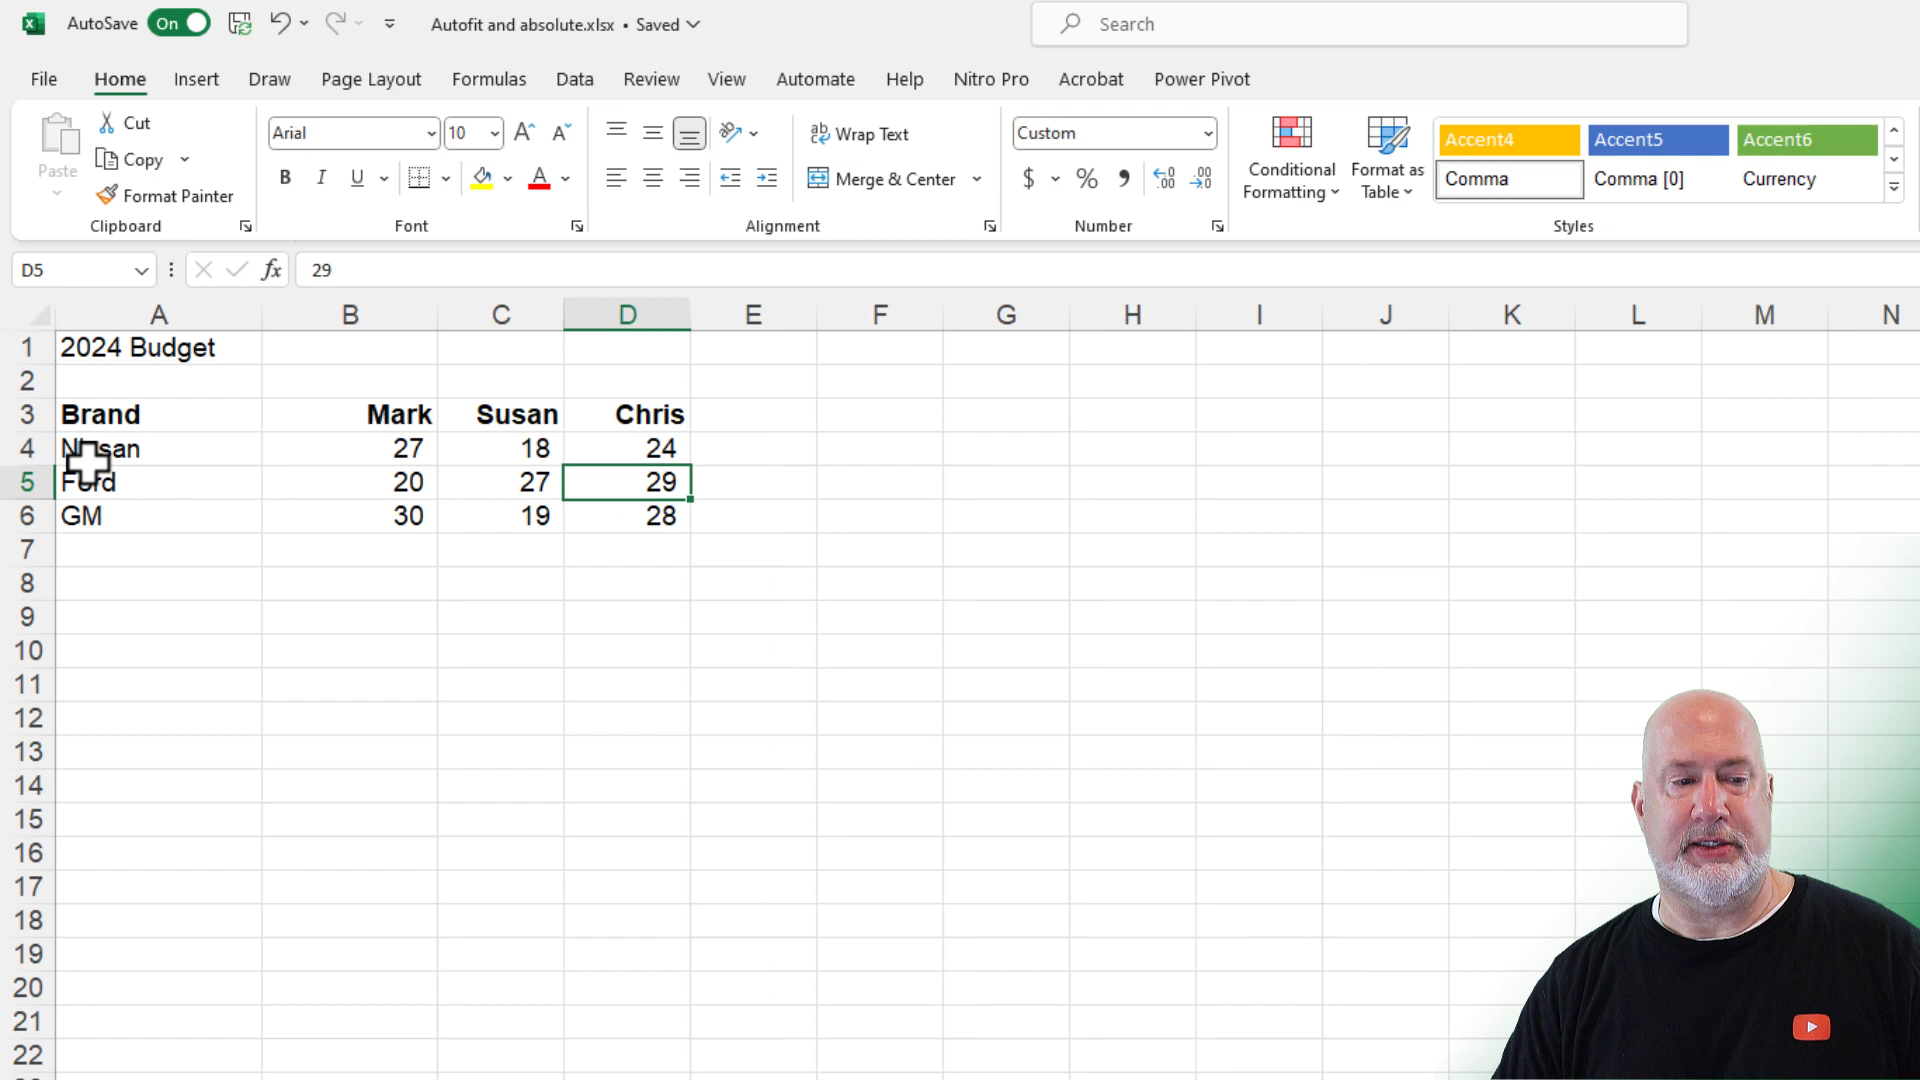 AutoSave On Autofit and absolute.xlsx • Saved Search
File Home Insert Draw Page Layout Formulas Data Review View Automate Help Nitro Pro Acrobat Power Pivot
Paste Cut Copy Format Painter
Clipboard
Arial 10
B I U A
Font
Wrap Text
Merge & Center
Alignment
Custom
$ % ,
Number
Conditional Formatting
Format as Table
Accent4 Accent5 Accent6
Comma Comma [0] Currency
Styles
D5 fx 29
A B C D E F G H I J K L M N
1 2024 Budget
2
3 Brand Mark Susan Chris
4 Nissan 27 18 24
5 Ford 20 27 29
6 GM 30 19 28
7
8
9
10
11
12
13
14
15
16
17
18
19
20
21
22